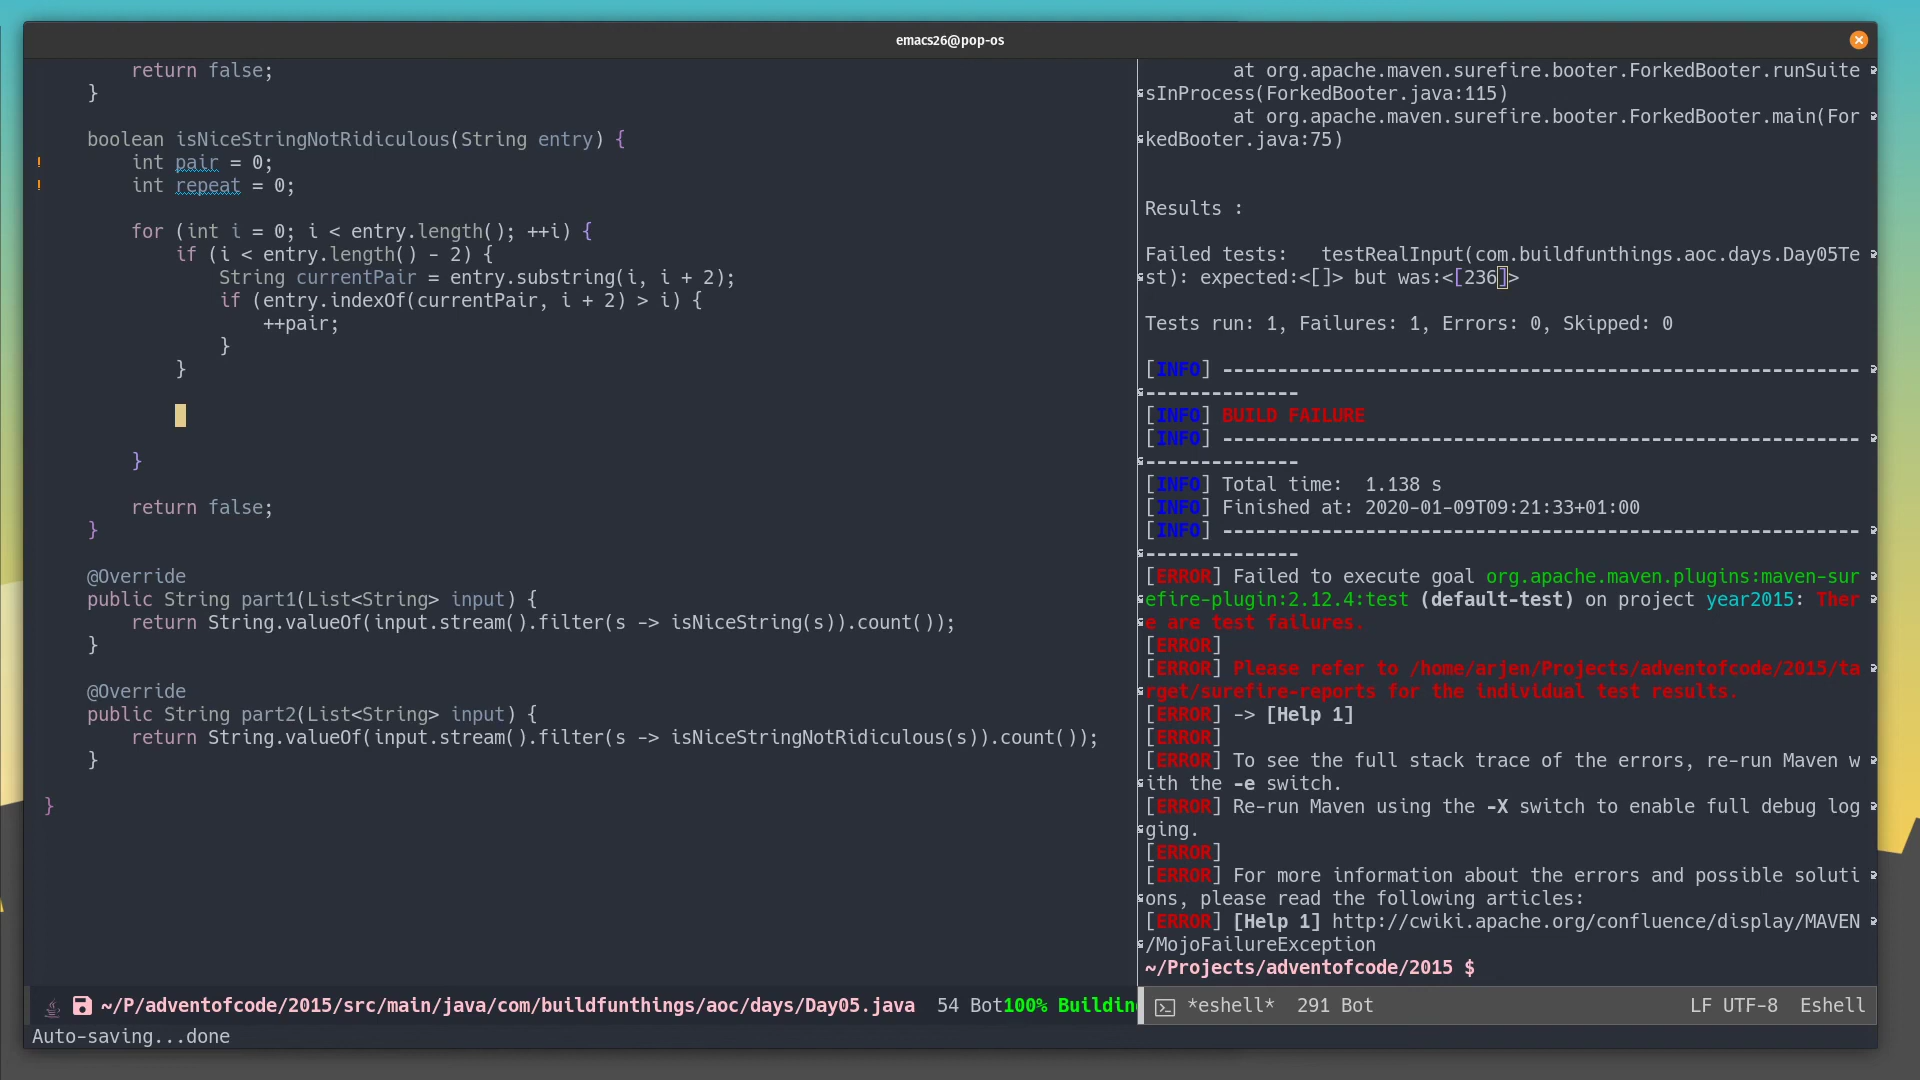 emacs26@pop-os
return false;
}
boolean isNiceStringNotRidiculous(String entry) {
! int pair = 0;
! int repeat = 0;
for (int i = 0; i < entry.length(); ++i) {
if (i < entry.length() - 2) {
String currentPair = entry.substring(i, i + 2);
if (entry.indexOf(currentPair, i + 2) > i) {
++pair;
}
}
}
return false;
}
@Override
public String part1(List<String> input) {
return String.valueOf(input.stream().filter(s -> isNiceString(s)).count());
}
@Override
public String part2(List<String> input) {
return String.valueOf(input.stream().filter(s -> isNiceStringNotRidiculous(s)).count());
}
}
~/P/adventofcode/2015/src/main/java/com/buildfunthings/aoc/days/Day05.java 54 Bot100% Building
Auto-saving...done
at org.apache.maven.surefire.booter.ForkedBooter.runSuite
sInProcess(ForkedBooter.java:115)
at org.apache.maven.surefire.booter.ForkedBooter.main(For
kedBooter.java:75)
Results :
Failed tests:   testRealInput(com.buildfunthings.aoc.days.Day05Te
st): expected:<[]> but was:<[236]>
Tests run: 1, Failures: 1, Errors: 0, Skipped: 0
[INFO] ----------------------------------------------------------
--------------
[INFO] BUILD FAILURE
[INFO] ----------------------------------------------------------
--------------
[INFO] Total time:  1.138 s
[INFO] Finished at: 2020-01-09T09:21:33+01:00
[INFO] ----------------------------------------------------------
--------------
[ERROR] Failed to execute goal org.apache.maven.plugins:maven-sur
efire-plugin:2.12.4:test (default-test) on project year2015: Ther
e are test failures.
[ERROR]
[ERROR] Please refer to /home/arjen/Projects/adventofcode/2015/ta
rget/surefire-reports for the individual test results.
[ERROR] -> [Help 1]
[ERROR]
[ERROR] To see the full stack trace of the errors, re-run Maven w
ith the -e switch.
[ERROR] Re-run Maven using the -X switch to enable full debug log
ging.
[ERROR]
[ERROR] For more information about the errors and possible soluti
ons, please read the following articles:
[ERROR] [Help 1] http://cwiki.apache.org/confluence/display/MAVEN
/MojoFailureException
~/Projects/adventofcode/2015 $
*eshell* 291 Bot LF UTF-8 Eshell